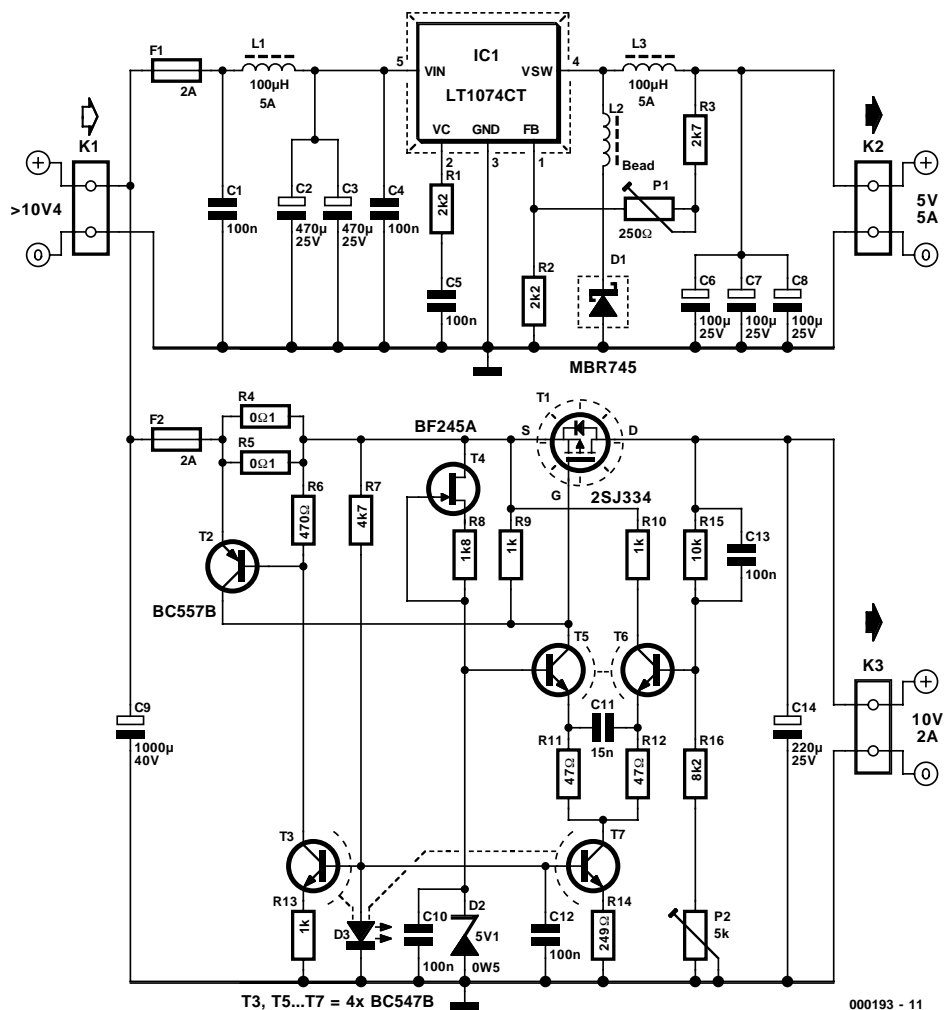 F1
2A
L1
100µH
5A
5
VIN
IC1
LT1074CT
VSW
4
VC
GND
FB
2
3
1
L3
100µH
5A
L2
Bead
R3
2k7
K1
+
>10V4
0
C1
100n
C2
470µ
25V
C3
470µ
25V
C4
100n
R1
2k2
C5
100n
R2
2k2
P1
250Ω
D1
MBR745
C6
100µ
25V
C7
100µ
25V
C8
100µ
25V
K2
+
5V
5A
0
F2
2A
R4
0Ω1
R5
0Ω1
R6
470Ω
R7
4k7
BF245A
T4
R8
1k8
R9
1k
T1
S
D
G
2SJ334
R10
1k
R15
10k
C13
100n
T2
BC557B
T5
T6
C11
15n
R11
47Ω
R12
47Ω
R16
8k2
C14
220µ
25V
K3
+
10V
2A
0
C9
1000µ
40V
T3
T7
R13
1k
D3
C10
100n
D2
5V1
0W5
C12
100n
R14
249Ω
P2
5k
T3, T5...T7 = 4x BC547B
000193 - 11